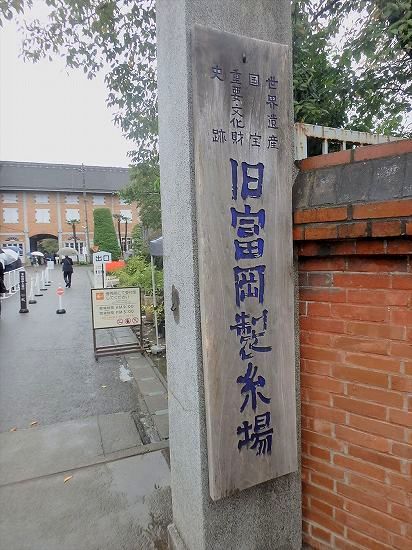 世界遺産
国宝
重要文化財
史跡
旧富岡製糸場
出口